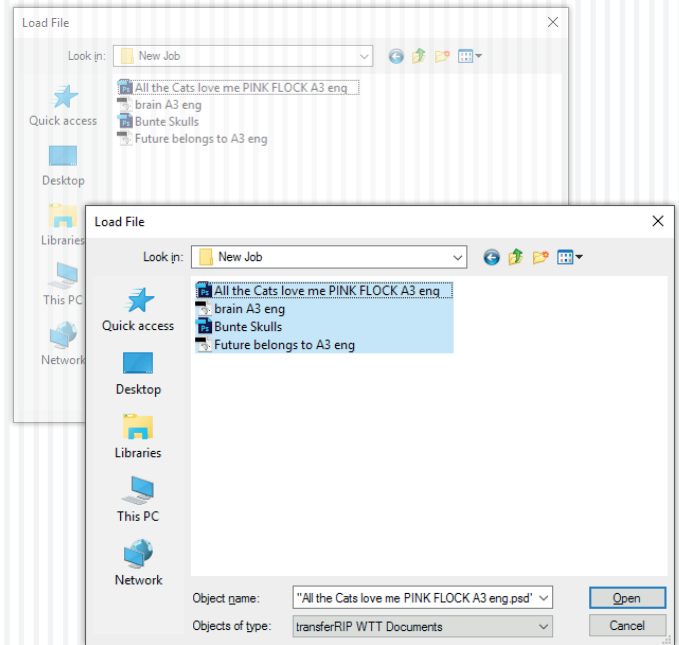 Load File
Look in: New Job
All the Cats love me PINK FLOCK A3 eng
brain A3 eng
Bunte Skulls
Future belongs to A3 eng
Quick access
Desktop
Libraries
This PC
Network
Load File
Look in: New Job
All the Cats love me PINK FLOCK A3 eng
brain A3 eng
Bunte Skulls
Future belongs to A3 eng
Quick access
Desktop
Libraries
This PC
Network
Object name: "All the Cats love me PINK FLOCK A3 eng.psd" Open
Objects of type: transferRIP WTT Documents Cancel